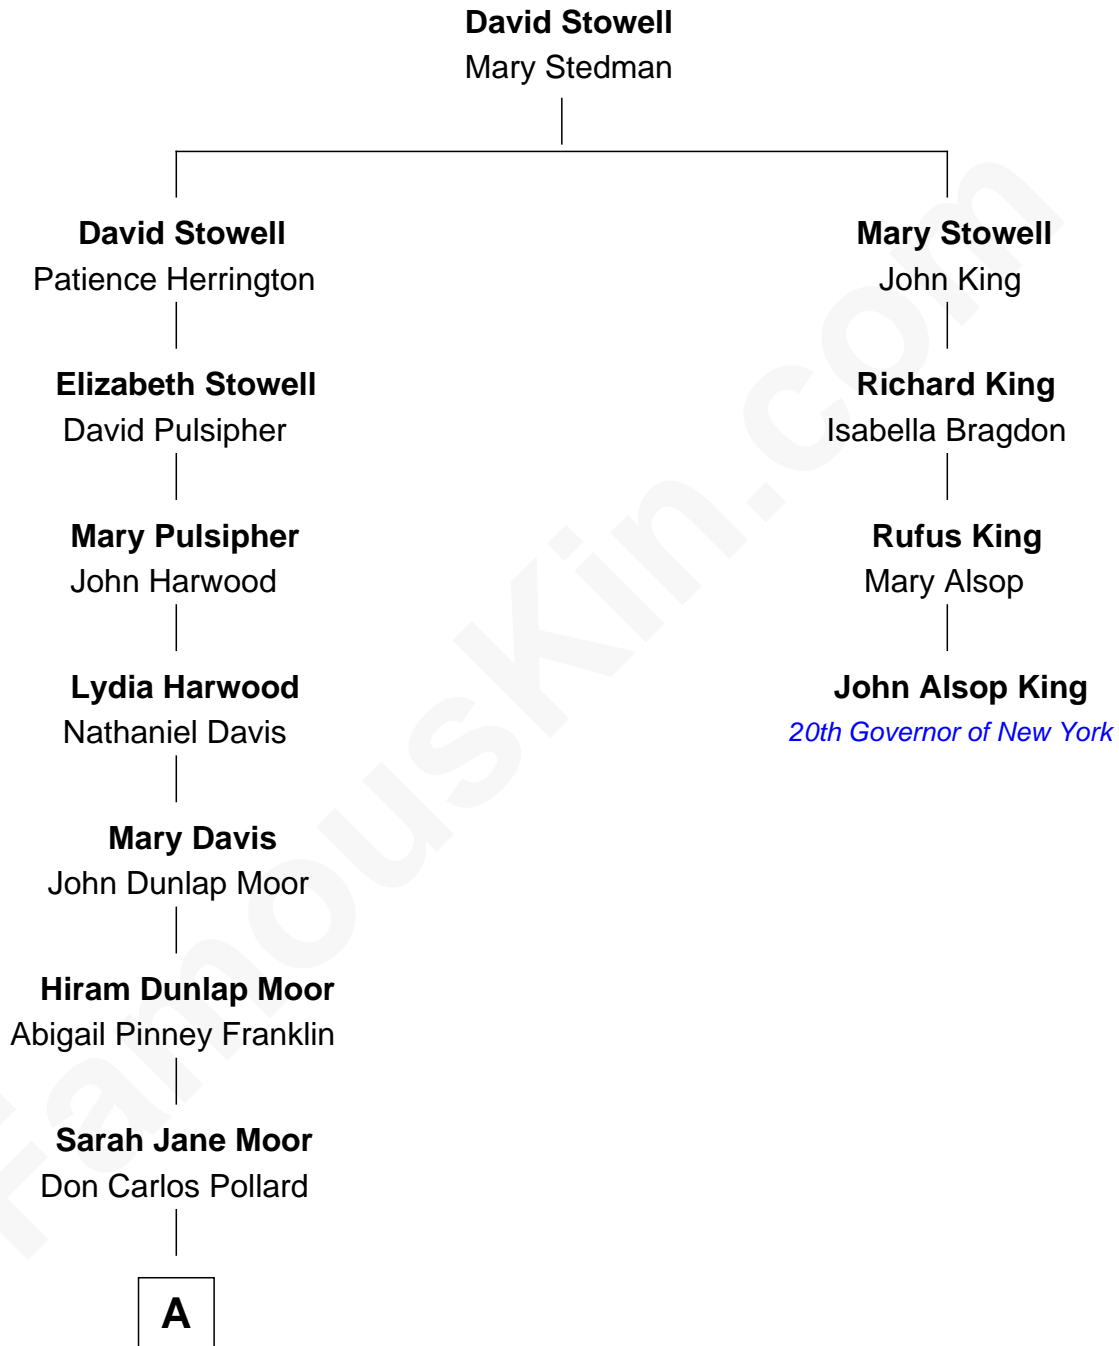 David Stowell
Mary Stedman
David Stowell
Patience Herrington
Mary Stowell
John King
Elizabeth Stowell
David Pulsipher
Richard King
Isabella Bragdon
Mary Pulsipher
John Harwood
Rufus King
Mary Alsop
Lydia Harwood
Nathaniel Davis
John Alsop King
20th Governor of New York
Mary Davis
John Dunlap Moor
Hiram Dunlap Moor
Abigail Pinney Franklin
Sarah Jane Moor
Don Carlos Pollard
A
FamousKin.com